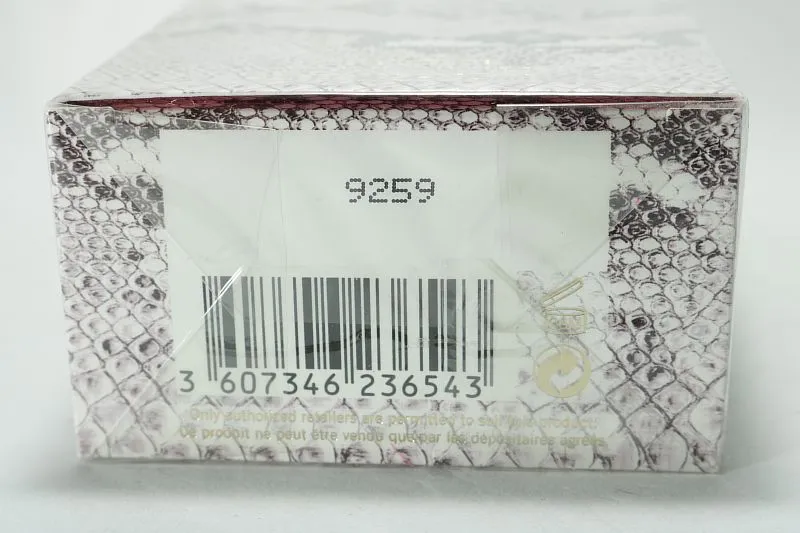 9259
3 607346 236543
Only authorized retailers are permitted to sell this product.
Ce produit ne peut être vendu que par les dépositaires agréés